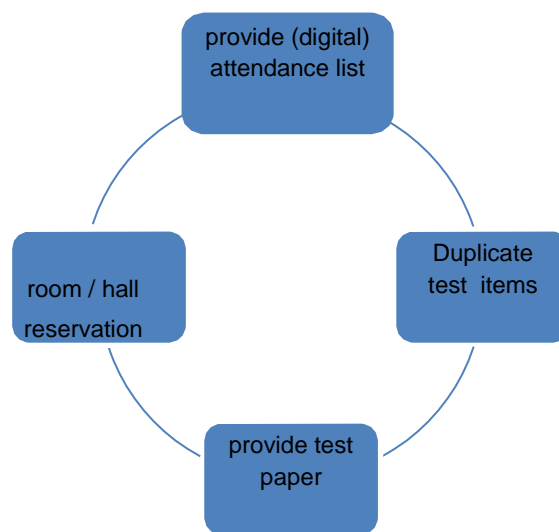 provide (digital)
attendance list
Duplicate
test items
room / hall
reservation
provide test
paper